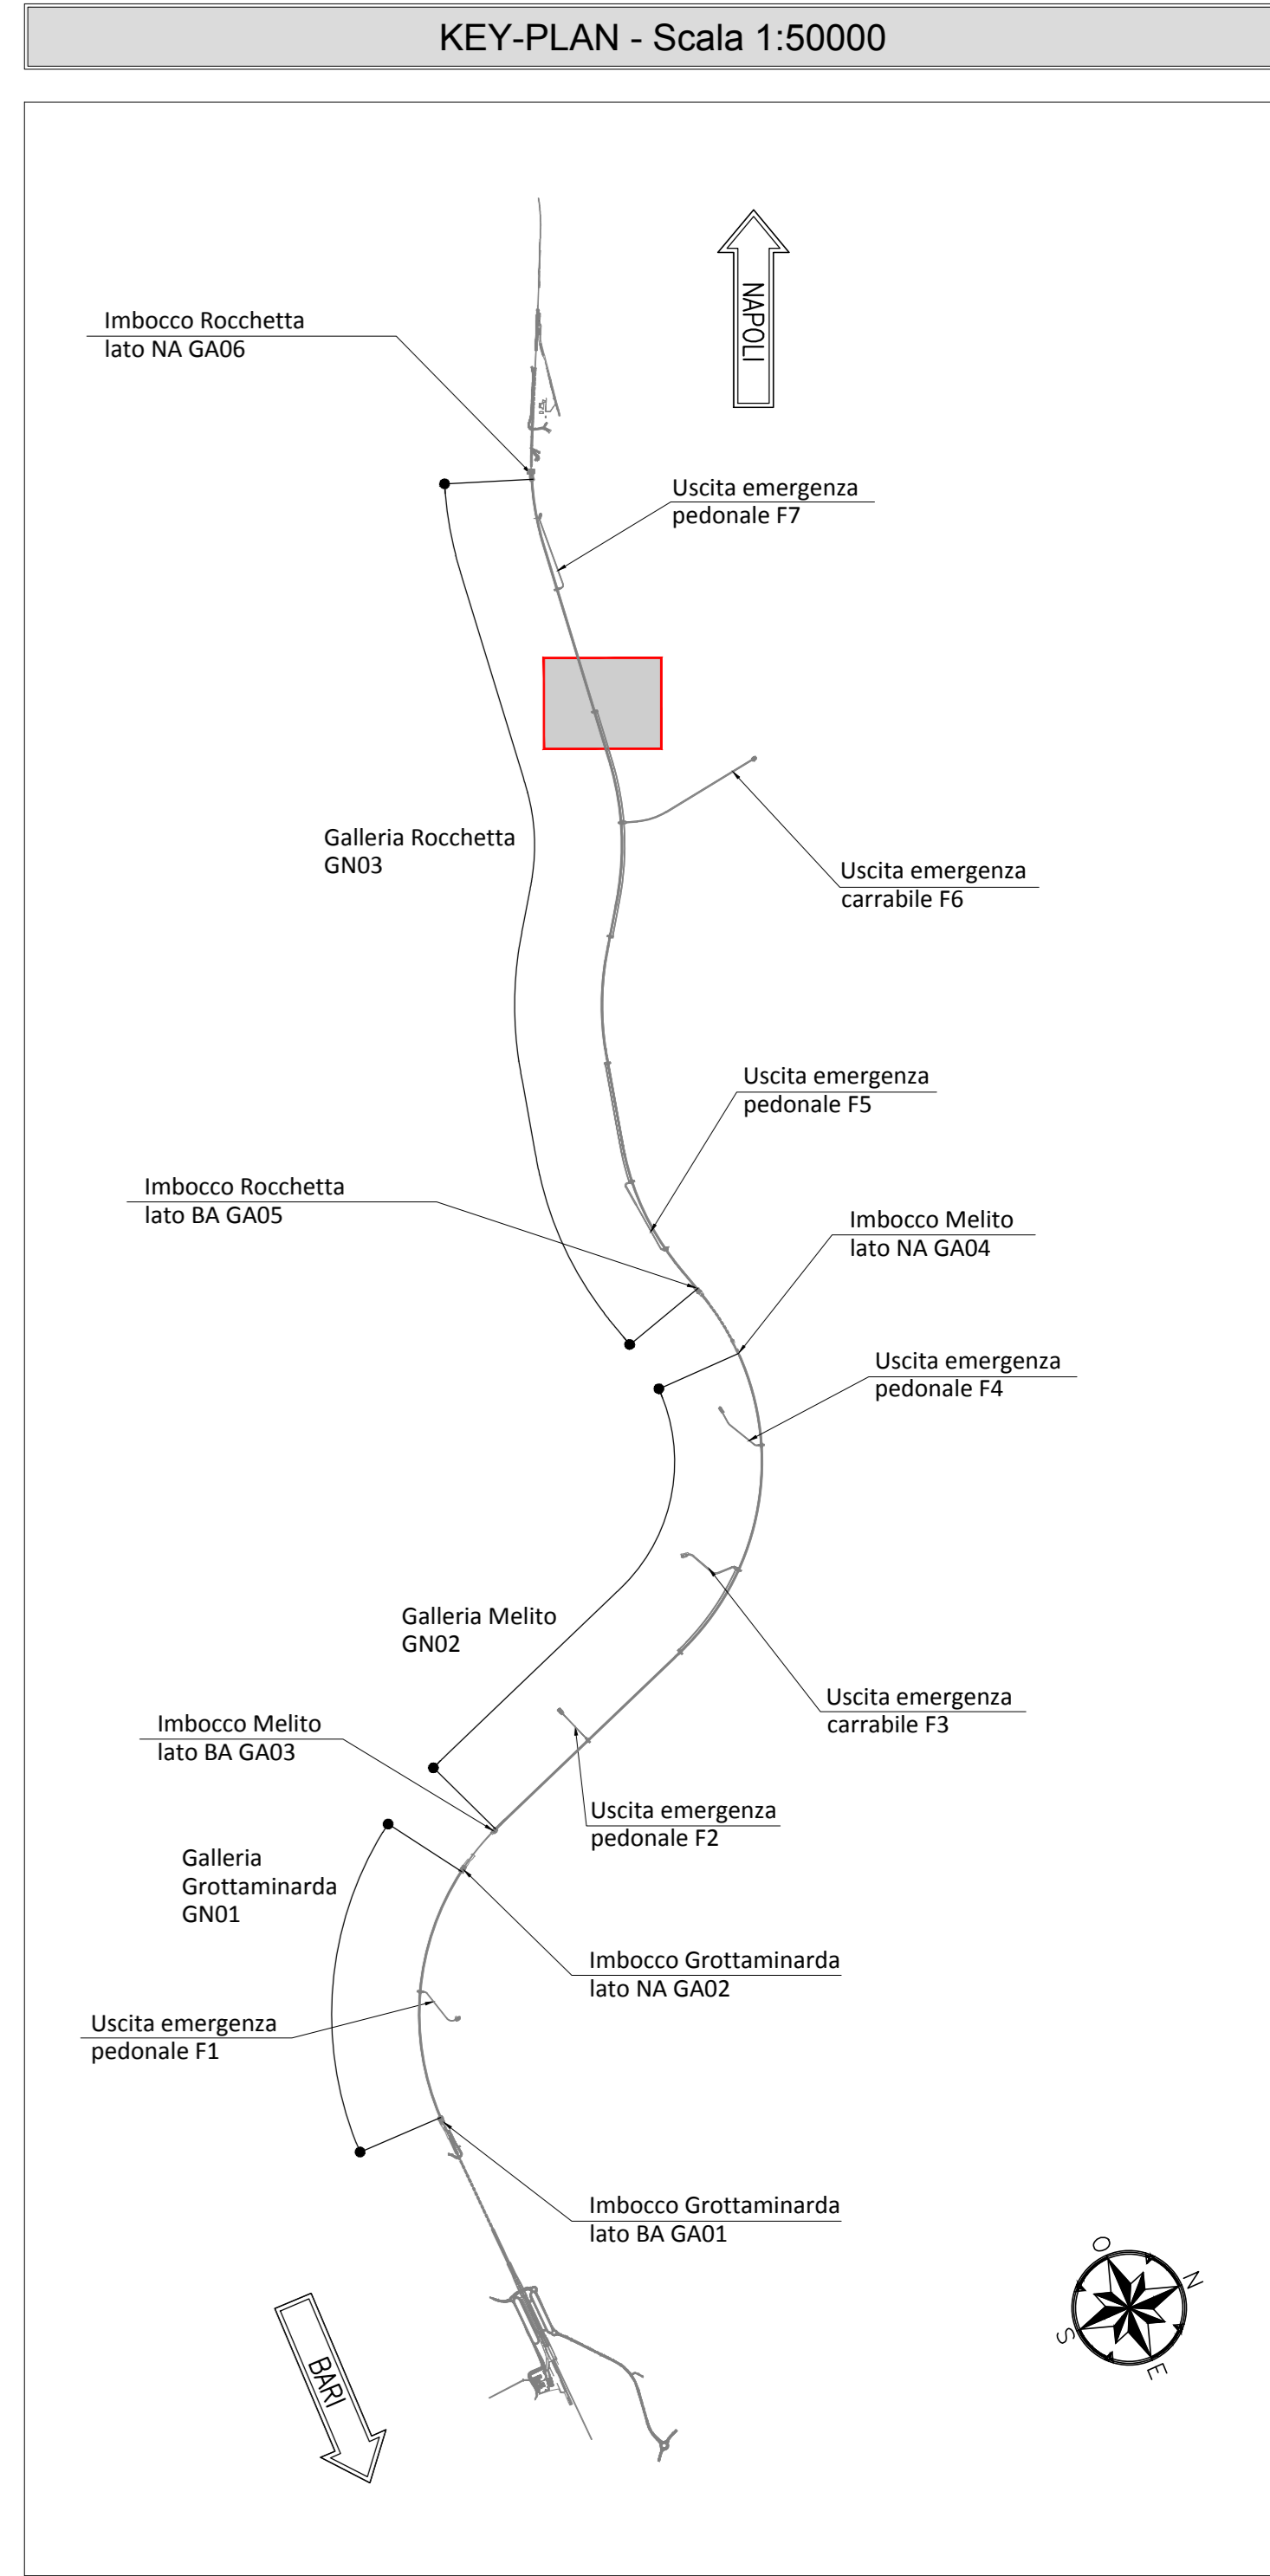 KEY-PLAN - Scala 1:50000
NAPOLI
Imbocco Rocchetta
lato NA GA06
Uscita emergenza
pedonale F7
Galleria Rocchetta
GN03
Uscita emergenza
carrabile F6
Uscita emergenza
pedonale F5
Imbocco Rocchetta
lato BA GA05
Imbocco Melito
lato NA GA04
Uscita emergenza
pedonale F4
Galleria Melito
GN02
Uscita emergenza
carrabile F3
Imbocco Melito
lato BA GA03
Uscita emergenza
pedonale F2
Galleria
Grottaminarda
GN01
Imbocco Grottaminarda
lato NA GA02
Uscita emergenza
pedonale F1
Imbocco Grottaminarda
lato BA GA01
O
N
S
E
BARI